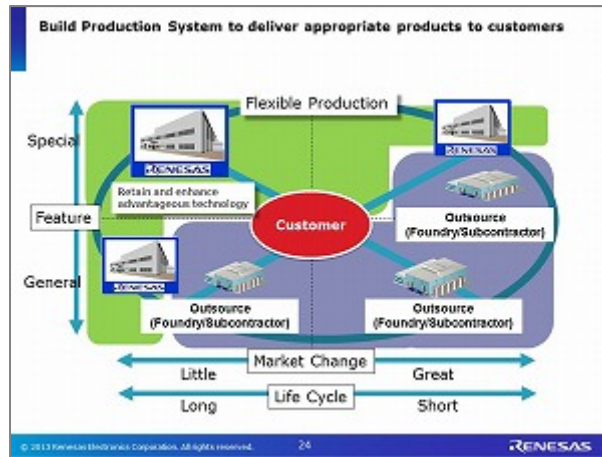 Build Production System to deliver appropriate products to customers
Flexible Production
Special
RENESAS
RENESAS
Retain and enhance
advantageous technology
Feature
Customer
Outsource
(Foundry/Subcontractor)
General
RENESAS
Outsource
(Foundry/Subcontractor)
Outsource
(Foundry/Subcontractor)
Market Change
Little
Great
Life Cycle
Long
Short
© 2013 Renesas Electronics Corporation. All rights reserved.
24
RENESAS